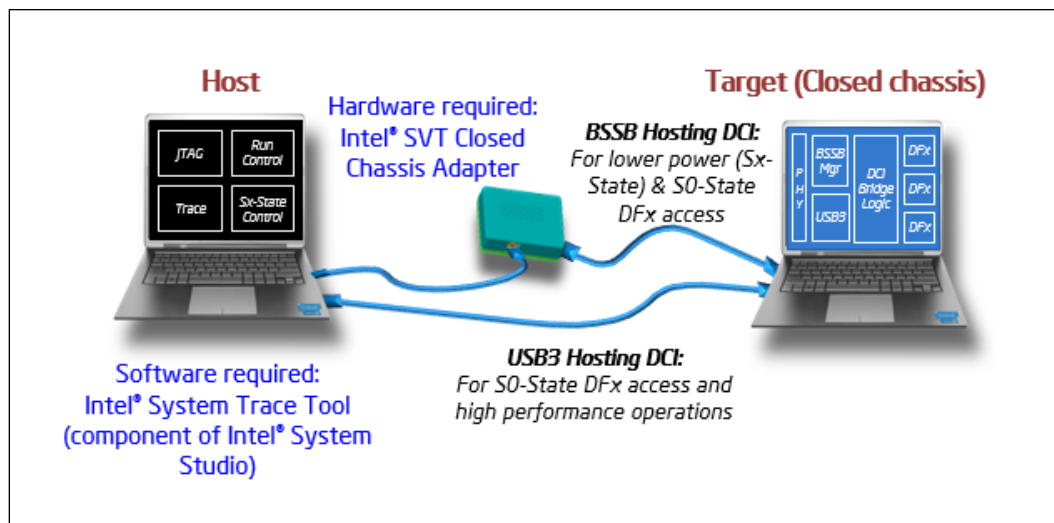 Host
Target (Closed chassis)
Hardware required:
Intel® SVT Closed
Chassis Adapter
BSSB Hosting DCI:
For lower power (Sx-
State) & S0-State
DFx access
JTAG
Run
Control
Trace
Sx-State
Control
P
H
Y
BSSB
Mgr
USB3
DCI
Bridge
Logic
DFx
DFx
DFx
USB3 Hosting DCI:
For S0-State DFx access and
high performance operations
Software required:
Intel® System Trace Tool
(component of Intel® System
Studio)